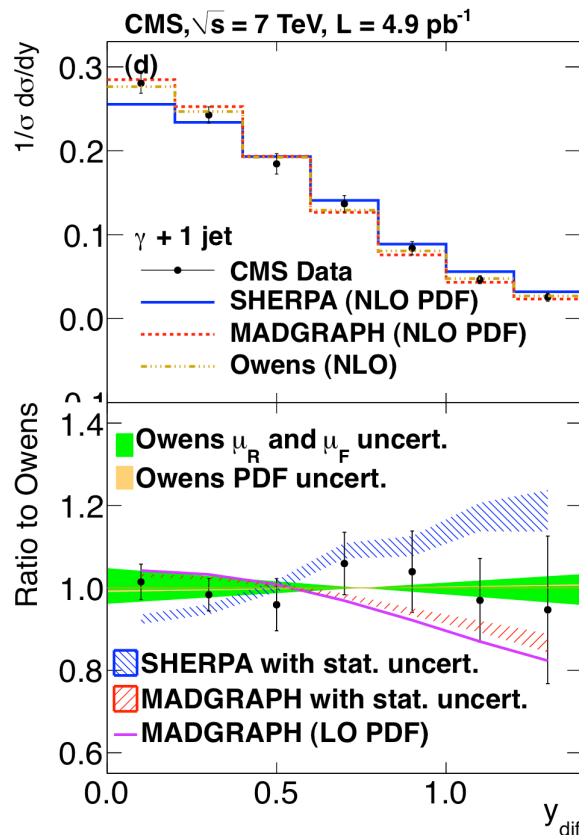 CMS, √s = 7 TeV, L = 4.9 pb⁻¹
(d)
1/σ dσ/dy
0.3
0.2
0.1
0.0
γ + 1 jet
CMS Data
SHERPA (NLO PDF)
MADGRAPH (NLO PDF)
Owens (NLO)
Ratio to Owens
1.4
1.2
1.0
0.8
0.6
Owens μ_R and μ_F uncert.
Owens PDF uncert.
SHERPA with stat. uncert.
MADGRAPH with stat. uncert.
MADGRAPH (LO PDF)
0.0 0.5 1.0
y_dif